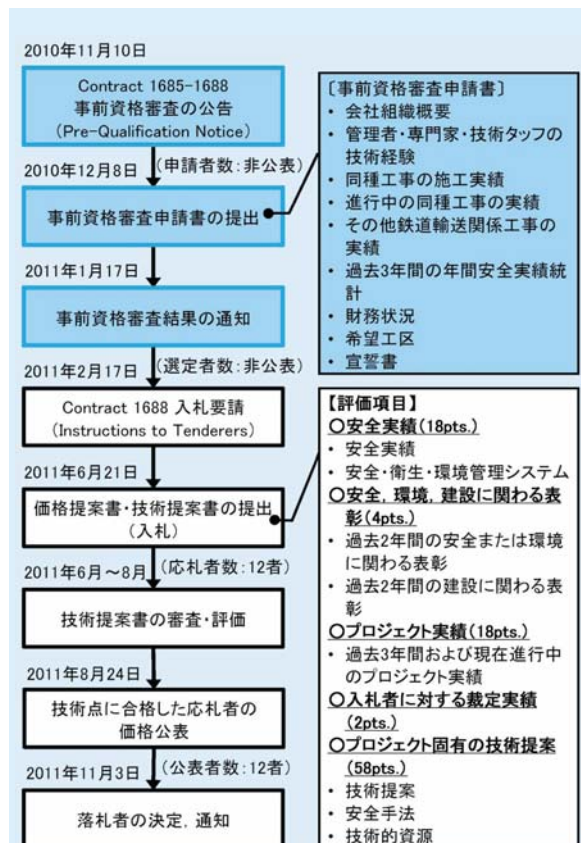 2010年11月10日
Contract 1685-1688
事前資格審査の公告
(Pre-Qualification Notice)
2010年12月8日
(申請者数:非公表)
事前資格審査申請書の提出
2011年1月17日
事前資格審査結果の通知
2011年2月17日
(選定者数:非公表)
Contract 1688 入札要請
(Instructions to Tenderers)
2011年6月21日
価格提案書・技術提案書の提出
(入札)
2011年6月~8月
(応札者数:12者)
技術提案書の審査・評価
2011年8月24日
技術点に合格した応札者の
価格公表
2011年11月3日
(公表者数:12者)
落札者の決定, 通知
〔事前資格審査申請書〕
・ 会社組織概要
・ 管理者・専門家・技術タッフの
技術経験
・ 同種工事の施工実績
・ 進行中の同種工事の実績
・ その他鉄道輸送関係工事の
実績
・ 過去3年間の年間安全実績統
計
・ 財務状況
・ 希望工区
・ 宣誓書
【評価項目】
○安全実績(18pts.)
・ 安全実績
・ 安全・衛生・環境管理システム
○安全, 環境, 建設に関わる表
彰(4pts.)
・ 過去2年間の安全または環境
に関わる表彰
・ 過去2年間の建設に関わる表
彰
○プロジェクト実績(18pts.)
・ 過去3年間および現在進行中
のプロジェクト実績
○入札者に対する裁定実績
(2pts.)
○プロジェクト固有の技術提案
(58pts.)
・ 技術提案
・ 安全手法
・ 技術的資源